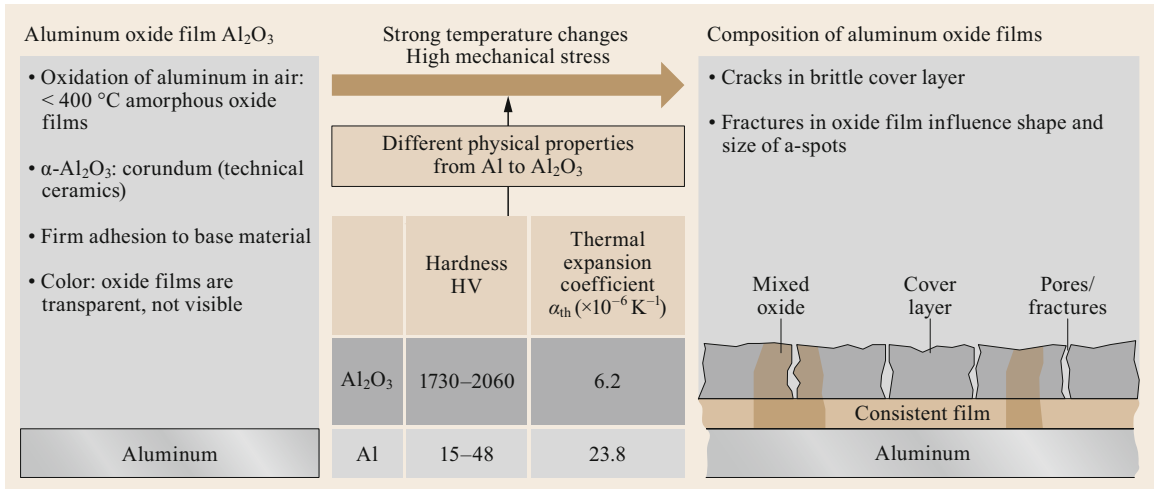 Aluminum oxide film Al₂O₃
• Oxidation of aluminum in air:
< 400 °C amorphous oxide
films
• α-Al₂O₃: corundum (technical
ceramics)
• Firm adhesion to base material
• Color: oxide films are
transparent, not visible
Aluminum
Strong temperature changes
High mechanical stress
Different physical properties
from Al to Al₂O₃
Hardness
HV
Thermal
expansion
coefficient
α_th (×10⁻⁶ K⁻¹)
Al₂O₃ 1730–2060 6.2
Al 15–48 23.8
Composition of aluminum oxide films
• Cracks in brittle cover layer
• Fractures in oxide film influence shape and
size of a-spots
Mixed
oxide
Cover
layer
Pores/
fractures
Consistent film
Aluminum